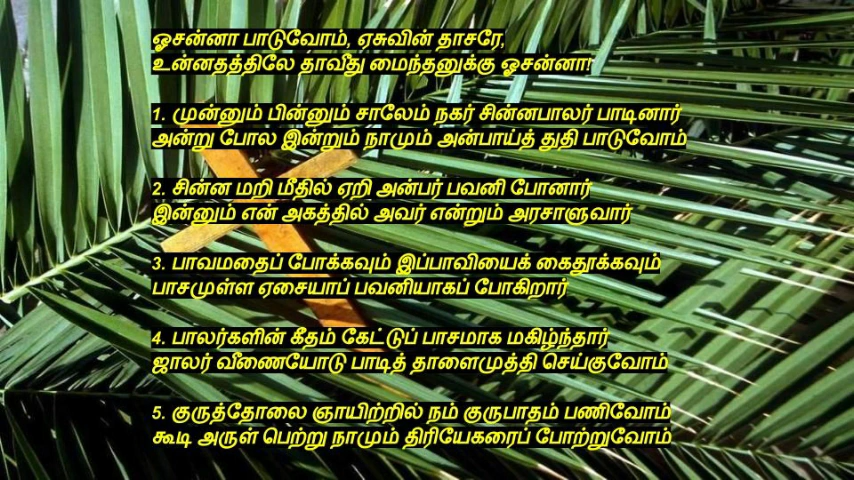 ஓசன்னா பாடுவோம், ஏசுவின் தாசரே,
உன்னதத்திலே தாவீது மைந்தனுக்கு ஓசன்னா!
1. முன்னும் பின்னும் சாலேம் நகர் சின்னபாலர் பாடினார்
அன்று போல இன்றும் நாமும் அன்பாய்த் துதி பாடுவோம்
2. சின்ன மறி மீதில் ஏறி அன்பர் பவனி போனார்
இன்னும் என் அகத்தில் அவர் என்றும் அரசாளுவார்
3. பாவமதைப் போக்கவும் இப்பாவியைக் கைதூக்கவும்
பாசமுள்ள ஏசையாப் பவனியாகப் போகிறார்
4. பாலர்களின் கீதம் கேட்டுப் பாசமாக மகிழ்ந்தார்
ஜாலர் வீணையோடு பாடித் தாளைமுத்தி செய்குவோம்
5. குருத்தோலை ஞாயிற்றில் நம் குருபாதம் பணிவோம்
கூடி அருள் பெற்று நாமும் திரியேகரைப் போற்றுவோம்